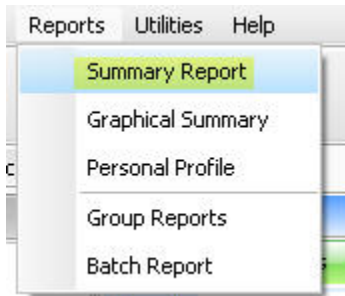 Reports Utilities Help
Summary Report
Graphical Summary
Personal Profile
Group Reports
Batch Report